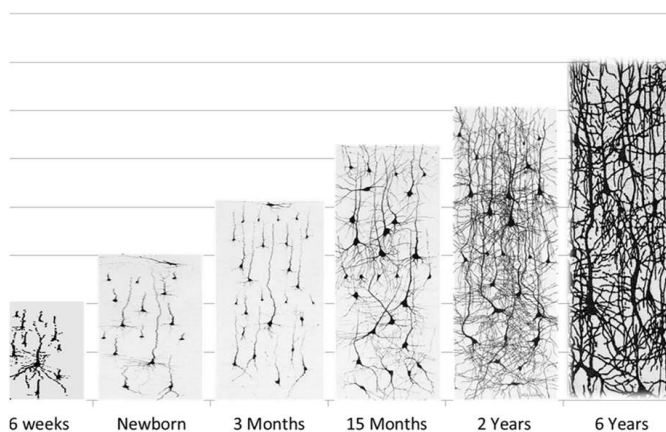 6 weeks
Newborn
3 Months
15 Months
2 Years
6 Years